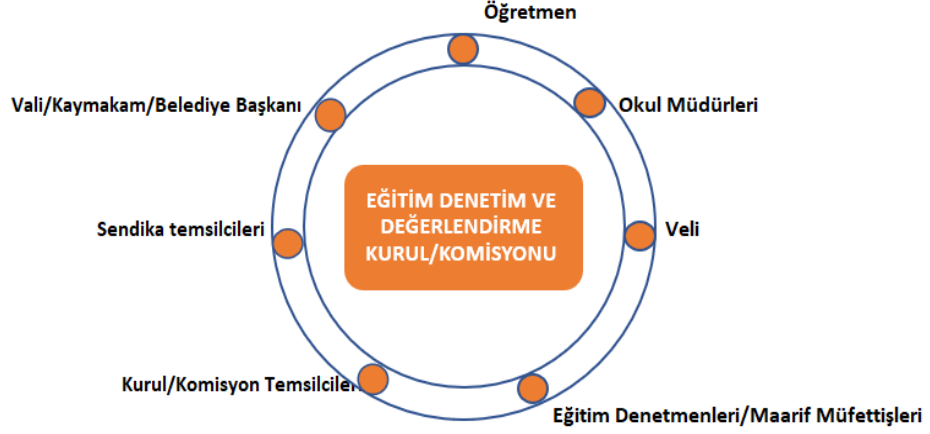 Öğretmen
Vali/Kaymakam/Belediye Başkanı
Okul Müdürleri
EĞİTİM DENETİM VE
DEĞERLENDİRME
KURUL/KOMİSYONU
Sendika temsilcileri
Veli
Kurul/Komisyon Temsilciler
Eğitim Denetmenleri/Maarif Müfettişleri